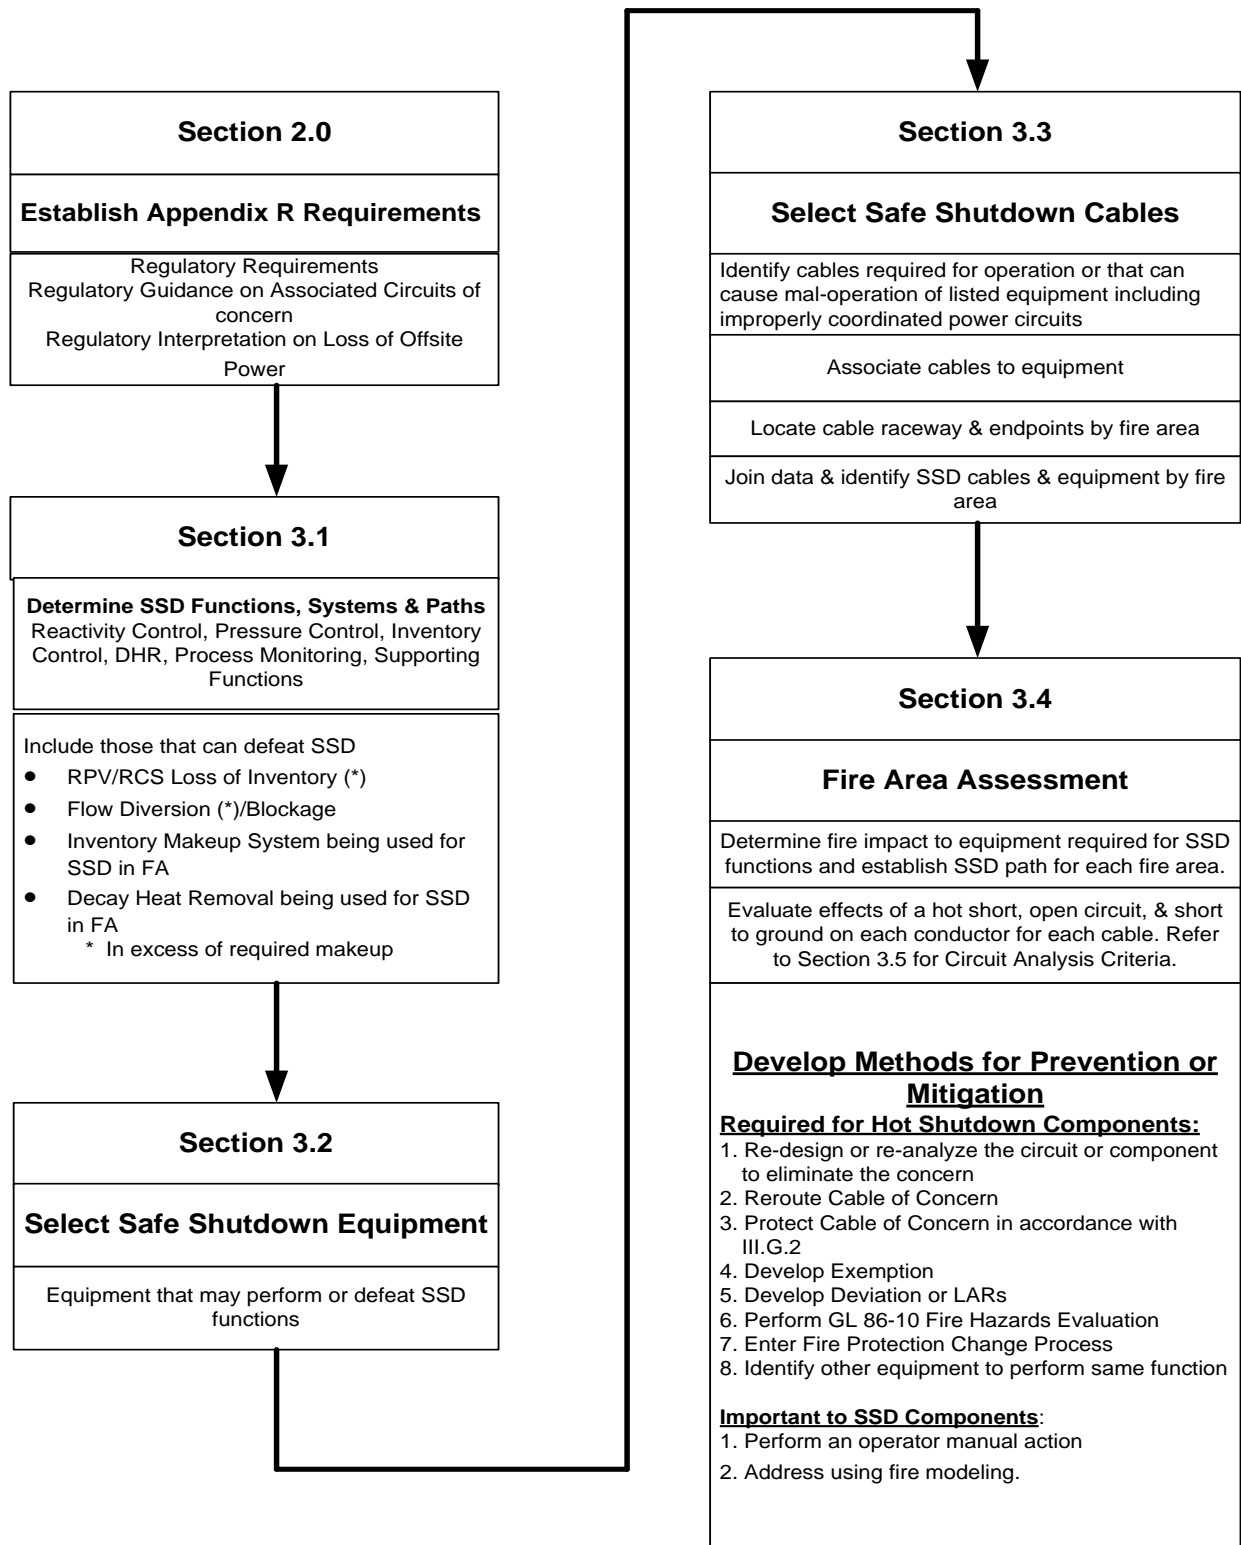 Section 2.0
Establish Appendix R Requirements
Regulatory Requirements
Regulatory Guidance on Associated Circuits of
concern
Regulatory Interpretation on Loss of Offsite
Power
Section 3.1
Determine SSD Functions, Systems & Paths
Reactivity Control, Pressure Control, Inventory
Control, DHR, Process Monitoring, Supporting
Functions
Include those that can defeat SSD
● RPV/RCS Loss of Inventory (*)
● Flow Diversion (*)/Blockage
● Inventory Makeup System being used for
SSD in FA
● Decay Heat Removal being used for SSD
in FA
* In excess of required makeup
Section 3.2
Select Safe Shutdown Equipment
Equipment that may perform or defeat SSD
functions
Section 3.3
Select Safe Shutdown Cables
Identify cables required for operation or that can
cause mal-operation of listed equipment including
improperly coordinated power circuits
Associate cables to equipment
Locate cable raceway & endpoints by fire area
Join data & identify SSD cables & equipment by fire
area
Section 3.4
Fire Area Assessment
Determine fire impact to equipment required for SSD
functions and establish SSD path for each fire area.
Evaluate effects of a hot short, open circuit, & short
to ground on each conductor for each cable. Refer
to Section 3.5 for Circuit Analysis Criteria.
Develop Methods for Prevention or
Mitigation
Required for Hot Shutdown Components:
1. Re-design or re-analyze the circuit or component
to eliminate the concern
2. Reroute Cable of Concern
3. Protect Cable of Concern in accordance with
III.G.2
4. Develop Exemption
5. Develop Deviation or LARs
6. Perform GL 86-10 Fire Hazards Evaluation
7. Enter Fire Protection Change Process
8. Identify other equipment to perform same function
Important to SSD Components:
1. Perform an operator manual action
2. Address using fire modeling.